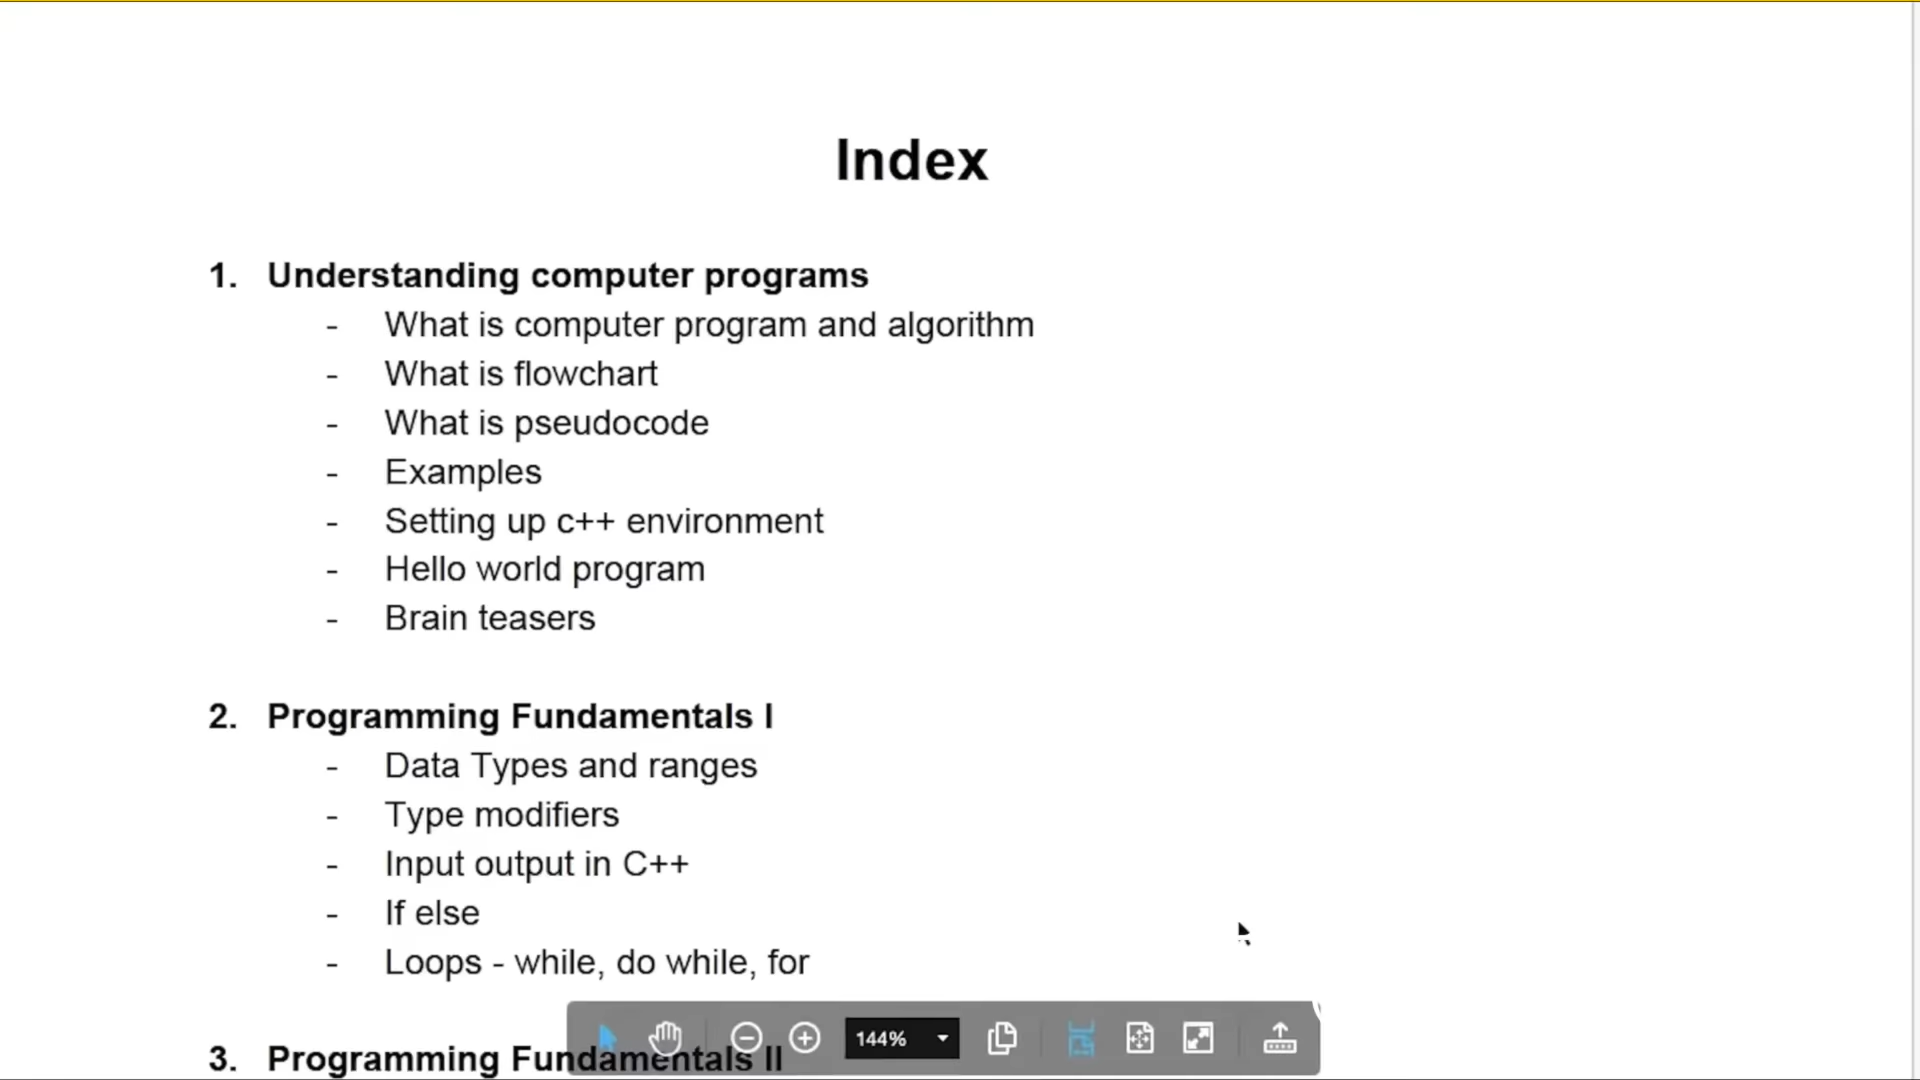 Index
1. Understanding computer programs
- What is computer program and algorithm
- What is flowchart
- What is pseudocode
- Examples
- Setting up c++ environment
- Hello world program
- Brain teasers
2. Programming Fundamentals I
- Data Types and ranges
- Type modifiers
- Input output in C++
- If else
- Loops - while, do while, for
3. Programming Fundamentals II
144%